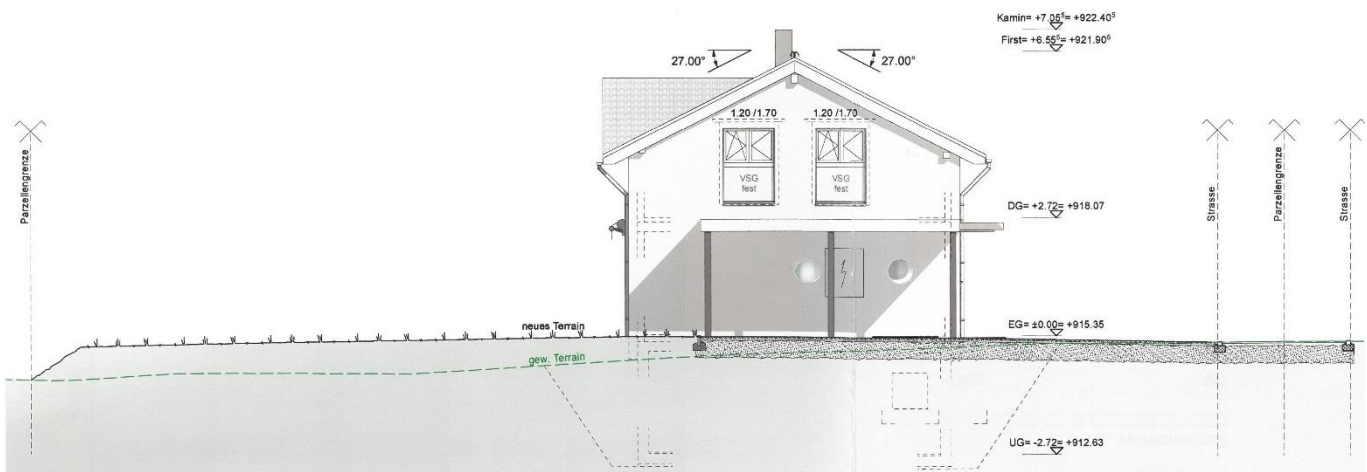 Kamin= +7.05⁵= +922.40⁵
First= +6.55⁵= +921.90⁵
27.00°
27.00°
1.20 /1.70
1.20 /1.70
VSG
fest
VSG
fest
Parzellengrenze
Strasse
Parzellengrenze
Strasse
DG= +2.72= +918.07
neues Terrain
EG= ±0.00= +915.35
gew. Terrain
UG= -2.72= +912.63